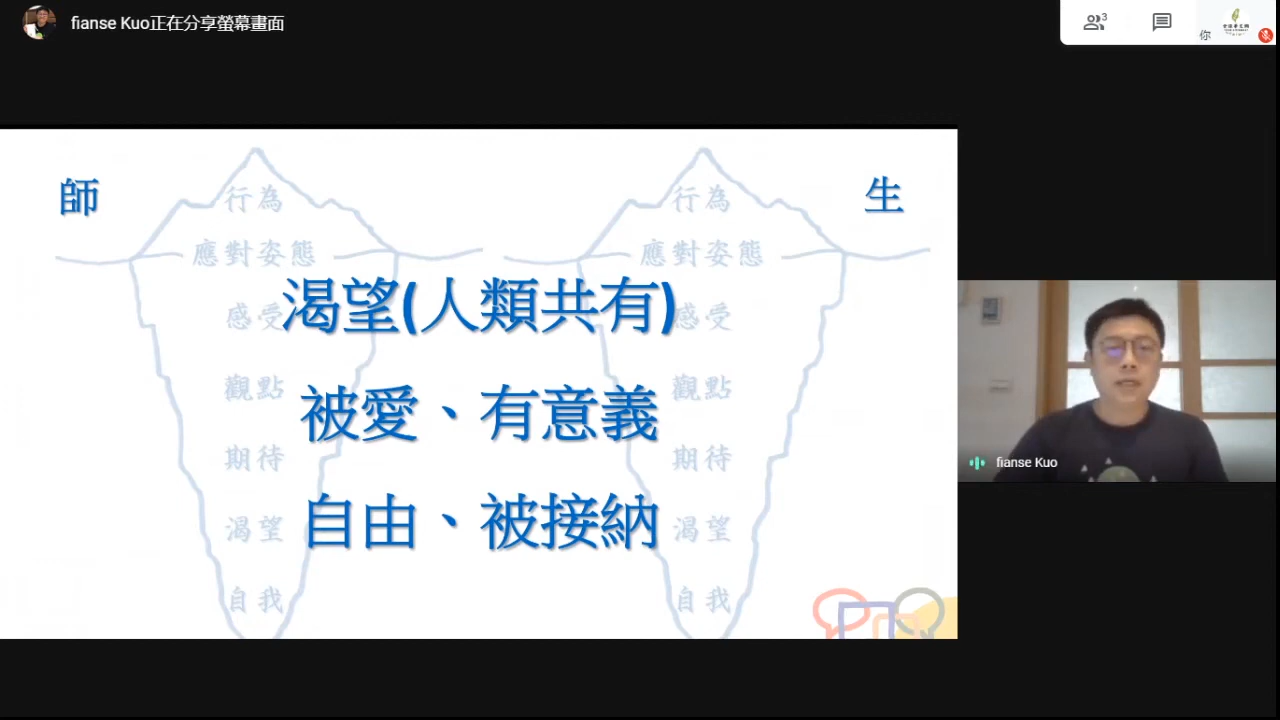 fianse Kuo正在分享螢幕畫面
3
你
師
生
行為
行為
應對姿態
應對姿態
感受
感受
渴望(人類共有)
觀點
觀點
被愛、有意義
期待
期待
渴望
渴望
自由、被接納
自我
自我
fianse Kuo